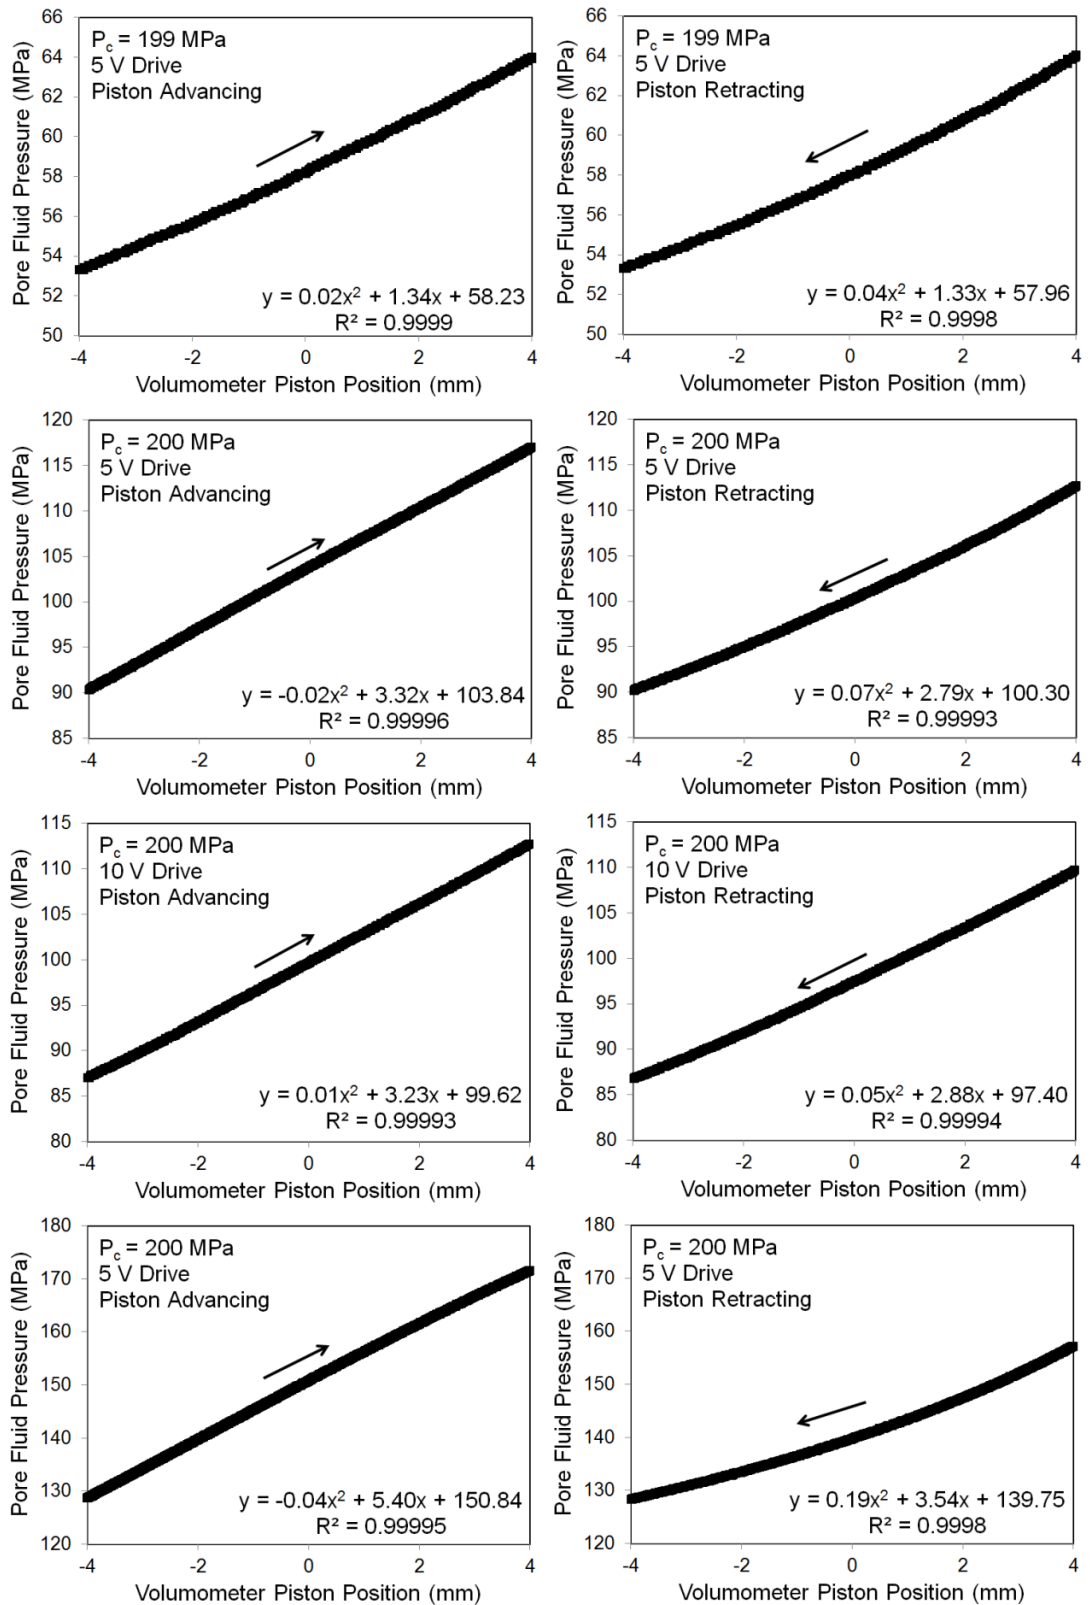 Pore Fluid Pressure (MPa)
66
64
62
60
58
56
54
52
50
P_c = 199 MPa
5 V Drive
Piston Advancing
y = 0.02x² + 1.34x + 58.23
R² = 0.9999
-4 -2 0 2 4
Volumometer Piston Position (mm)
Pore Fluid Pressure (MPa)
66
64
62
60
58
56
54
52
50
P_c = 199 MPa
5 V Drive
Piston Retracting
y = 0.04x² + 1.33x + 57.96
R² = 0.9998
-4 -2 0 2 4
Volumometer Piston Position (mm)
Pore Fluid Pressure (MPa)
120
115
110
105
100
95
90
85
P_c = 200 MPa
5 V Drive
Piston Advancing
y = -0.02x² + 3.32x + 103.84
R² = 0.99996
-4 -2 0 2 4
Volumometer Piston Position (mm)
Pore Fluid Pressure (MPa)
120
115
110
105
100
95
90
85
P_c = 200 MPa
5 V Drive
Piston Retracting
y = 0.07x² + 2.79x + 100.30
R² = 0.99993
-4 -2 0 2 4
Volumometer Piston Position (mm)
Pore Fluid Pressure (MPa)
115
110
105
100
95
90
85
80
P_c = 200 MPa
10 V Drive
Piston Advancing
y = 0.01x² + 3.23x + 99.62
R² = 0.99993
-4 -2 0 2 4
Volumometer Piston Position (mm)
Pore Fluid Pressure (MPa)
115
110
105
100
95
90
85
80
P_c = 200 MPa
10 V Drive
Piston Retracting
y = 0.05x² + 2.88x + 97.40
R² = 0.99994
-4 -2 0 2 4
Volumometer Piston Position (mm)
Pore Fluid Pressure (MPa)
180
170
160
150
140
130
120
P_c = 200 MPa
5 V Drive
Piston Advancing
y = -0.04x² + 5.40x + 150.84
R² = 0.99995
-4 -2 0 2 4
Volumometer Piston Position (mm)
Pore Fluid Pressure (MPa)
180
170
160
150
140
130
120
P_c = 200 MPa
5 V Drive
Piston Retracting
y = 0.19x² + 3.54x + 139.75
R² = 0.9998
-4 -2 0 2 4
Volumometer Piston Position (mm)